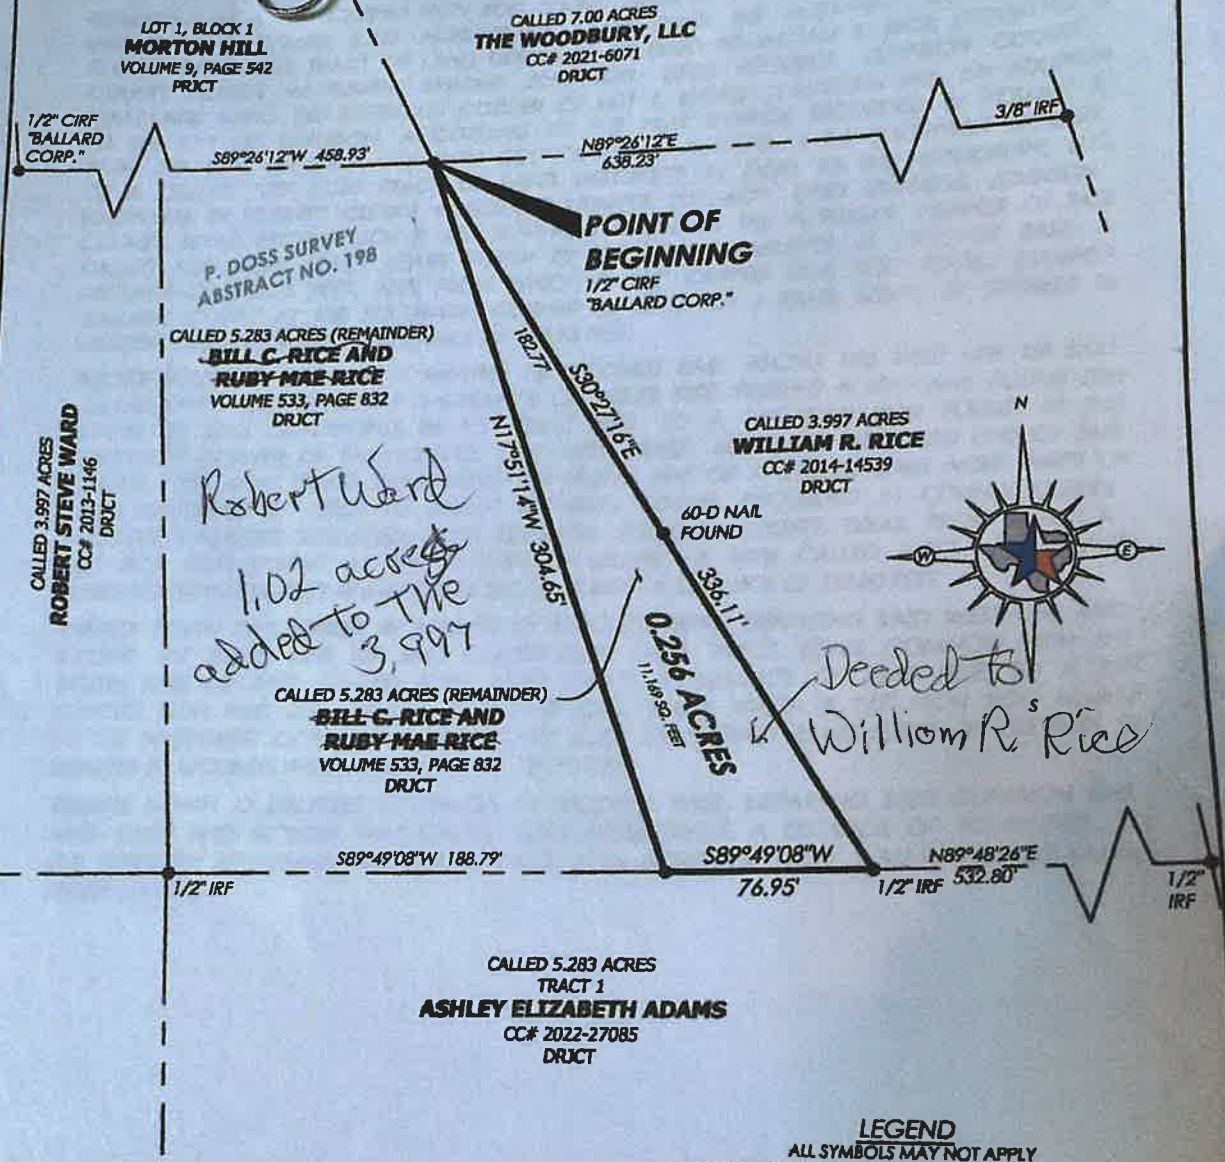 LOT 1, BLOCK 1
MORTON HILL
VOLUME 9, PAGE 542
PRJCT
CALLED 7.00 ACRES
THE WOODBURY, LLC
CC# 2021-6071
DRJCT
1/2" CIRF
"BALLARD
CORP."
S89°26'12"W 458.93'
N89°26'12"E
638.23'
3/8" IRF
POINT OF
BEGINNING
1/2" CIRF
"BALLARD CORP."
P. DOSS SURVEY
ABSTRACT NO. 198
CALLED 5.283 ACRES (REMAINDER)
BILL C. RICE AND
RUBY MAE RICE
VOLUME 533, PAGE 832
DRJCT
182.77'
S30°27'16"E
N17°51'14"W 304.65'
CALLED 3.997 ACRES
WILLIAM R. RICE
CC# 2014-14539
DRJCT
N
W
E
S
CALLED 3.997 ACRES
ROBERT STEVE WARD
CC# 2013-1146
DRJCT
Robert Ward
1.02 acres
added to the
3.997
60-D NAIL
FOUND
336.11'
0.256 ACRES
11,169 SQ. FEET
Deeded to
William R. Rice
CALLED 5.283 ACRES (REMAINDER)
BILL C. RICE AND
RUBY MAE RICE
VOLUME 533, PAGE 832
DRJCT
S89°49'08"W 188.79'
S89°49'08"W
76.95'
N89°48'26"E
532.80'
1/2" IRF
1/2" IRF
1/2"
IRF
CALLED 5.283 ACRES
TRACT 1
ASHLEY ELIZABETH ADAMS
CC# 2022-27085
DRJCT
LEGEND
ALL SYMBOLS MAY NOT APPLY